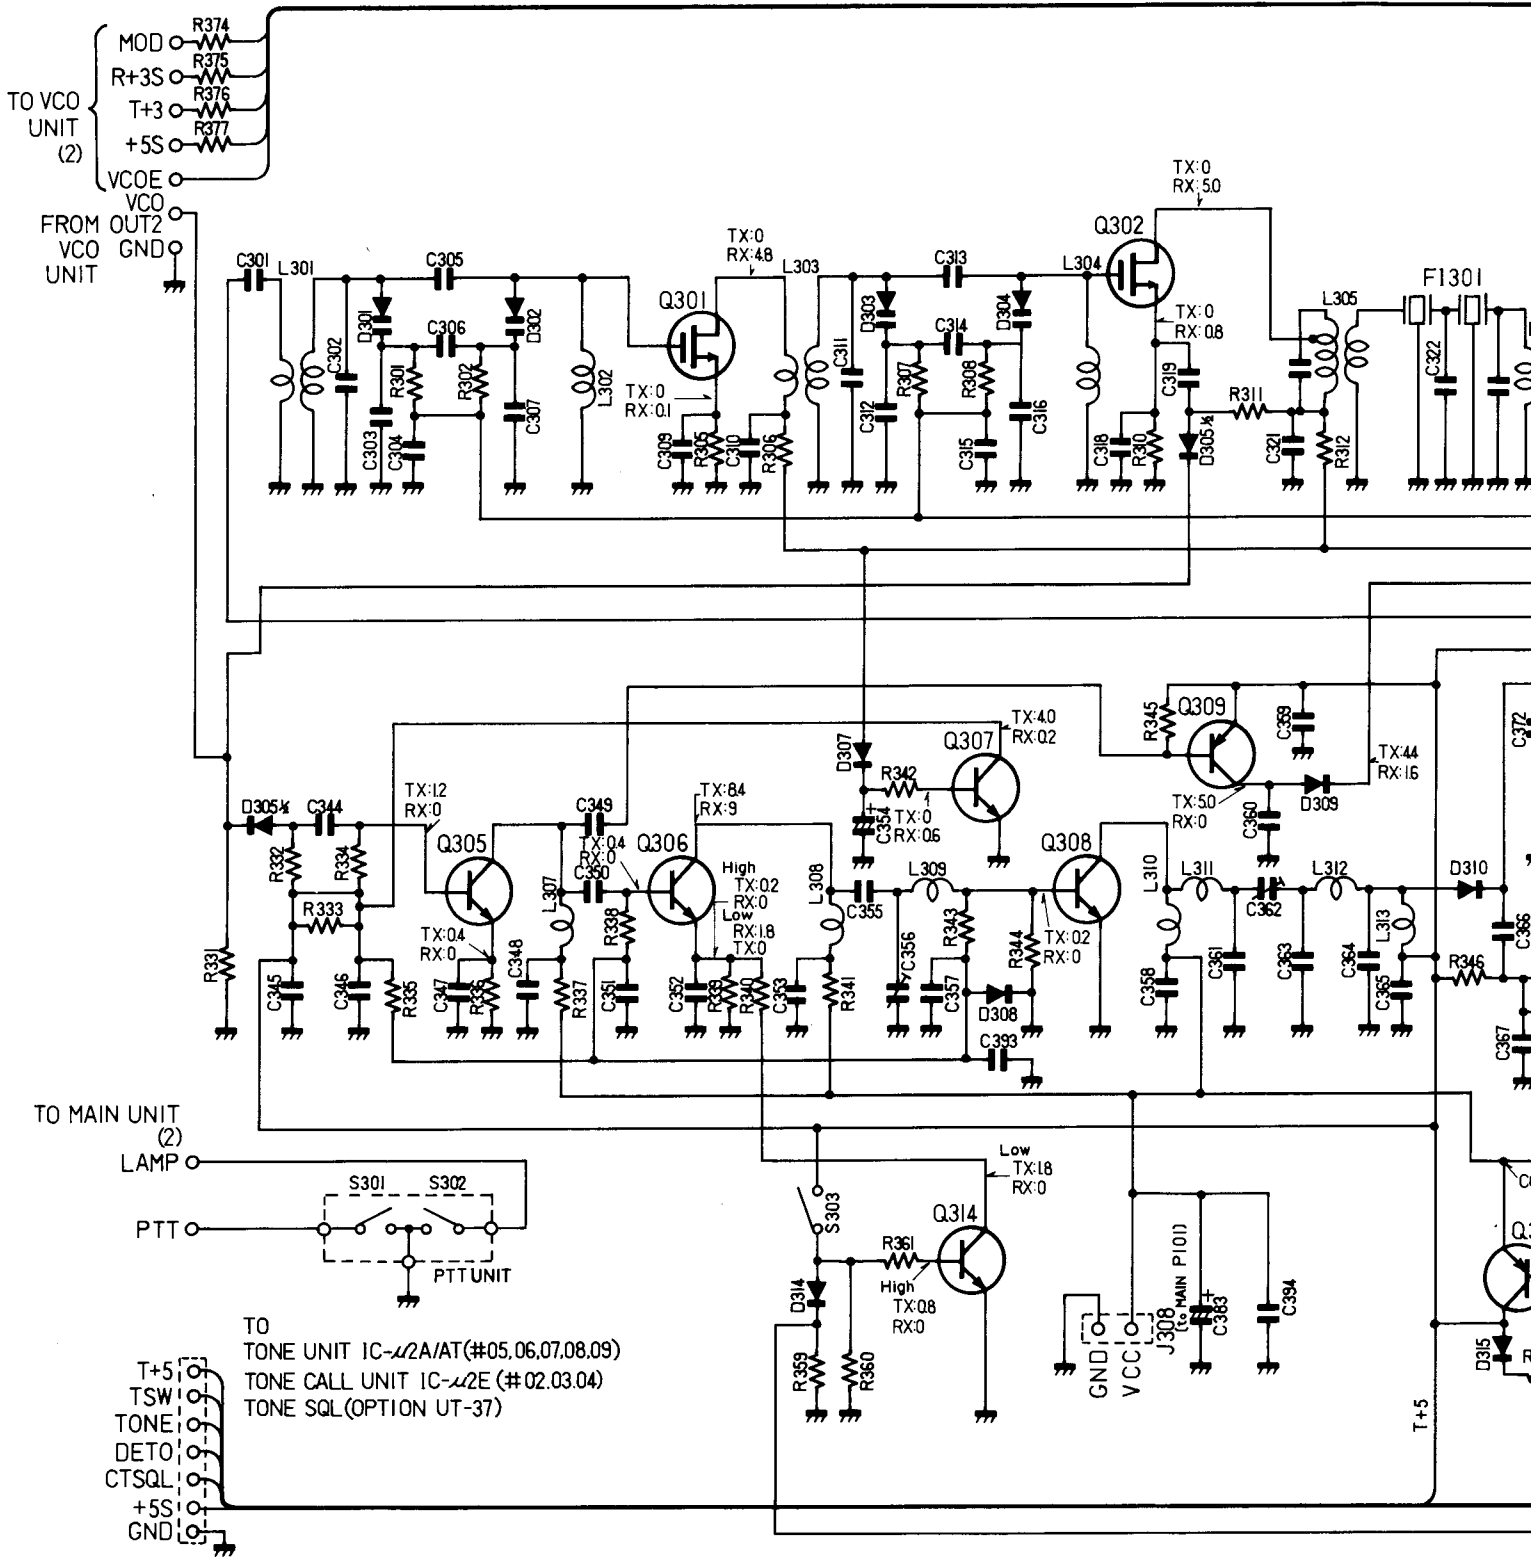 MOD
R374
R+3S
R375
T+3
R376
+5S
R377
VCOE
TO VCO
UNIT
(2)
VCO
FROM OUT2
VCO GND
UNIT
C301
L301
C302
D301
C303
C304
R301
C305
C306
R302
D302
C307
L302
Q301
TX:0
RX:4.8
TX:0
RX:0.1
C309
R305
C310
R306
L303
C311
D303
C312
R307
C313
C314
R308
C315
D304
C316
L304
Q302
TX:0
RX:5.0
TX:0
RX:0.8
C318
R310
C319
D305½
R311
C321
R312
L305
FI301
C322
R331
D305½
C344
R332
R334
R333
C345
C346
R335
TX:1.2
RX:0
Q305
TX:0.4
RX:0
C347
R336
C348
L307
R337
C349
TX:0.4
RX:0
C350
R338
C351
Q306
TX:8.4
RX:9
High
TX:0.2
RX:0
Low
RX:1.8
TX:0
C352
R339
R340
C353
L308
R341
D307
R342
C354
TX:0
RX:0.6
Q307
TX:4.0
RX:0.2
C355
L309
C356
C357
R343
R344
D308
C393
TX:0.2
RX:0
Q308
R345
Q309
C359
TX:5.0
RX:0
C360
D309
TX:4.4
RX:1.6
C372
L310
C358
L311
C361
C362
C363
L312
C364
L313
C365
D310
C366
R346
C367
TO MAIN UNIT
(2)
LAMP
PTT
S301
S302
PTT UNIT
S303
D314
R359
R360
R361
High
TX:0.8
RX:0
Q314
Low
TX:1.8
RX:0
GND
VCC
J308
(to MAIN P101)
C383
C394
D315
T+5
TO
TONE UNIT IC-µ2A/AT(#05,06,07,08,09)
TONE CALL UNIT IC-µ2E(#02.03.04)
TONE SQL(OPTION UT-37)
T+5
TSW
TONE
DETO
CTSQL
+5S
GND